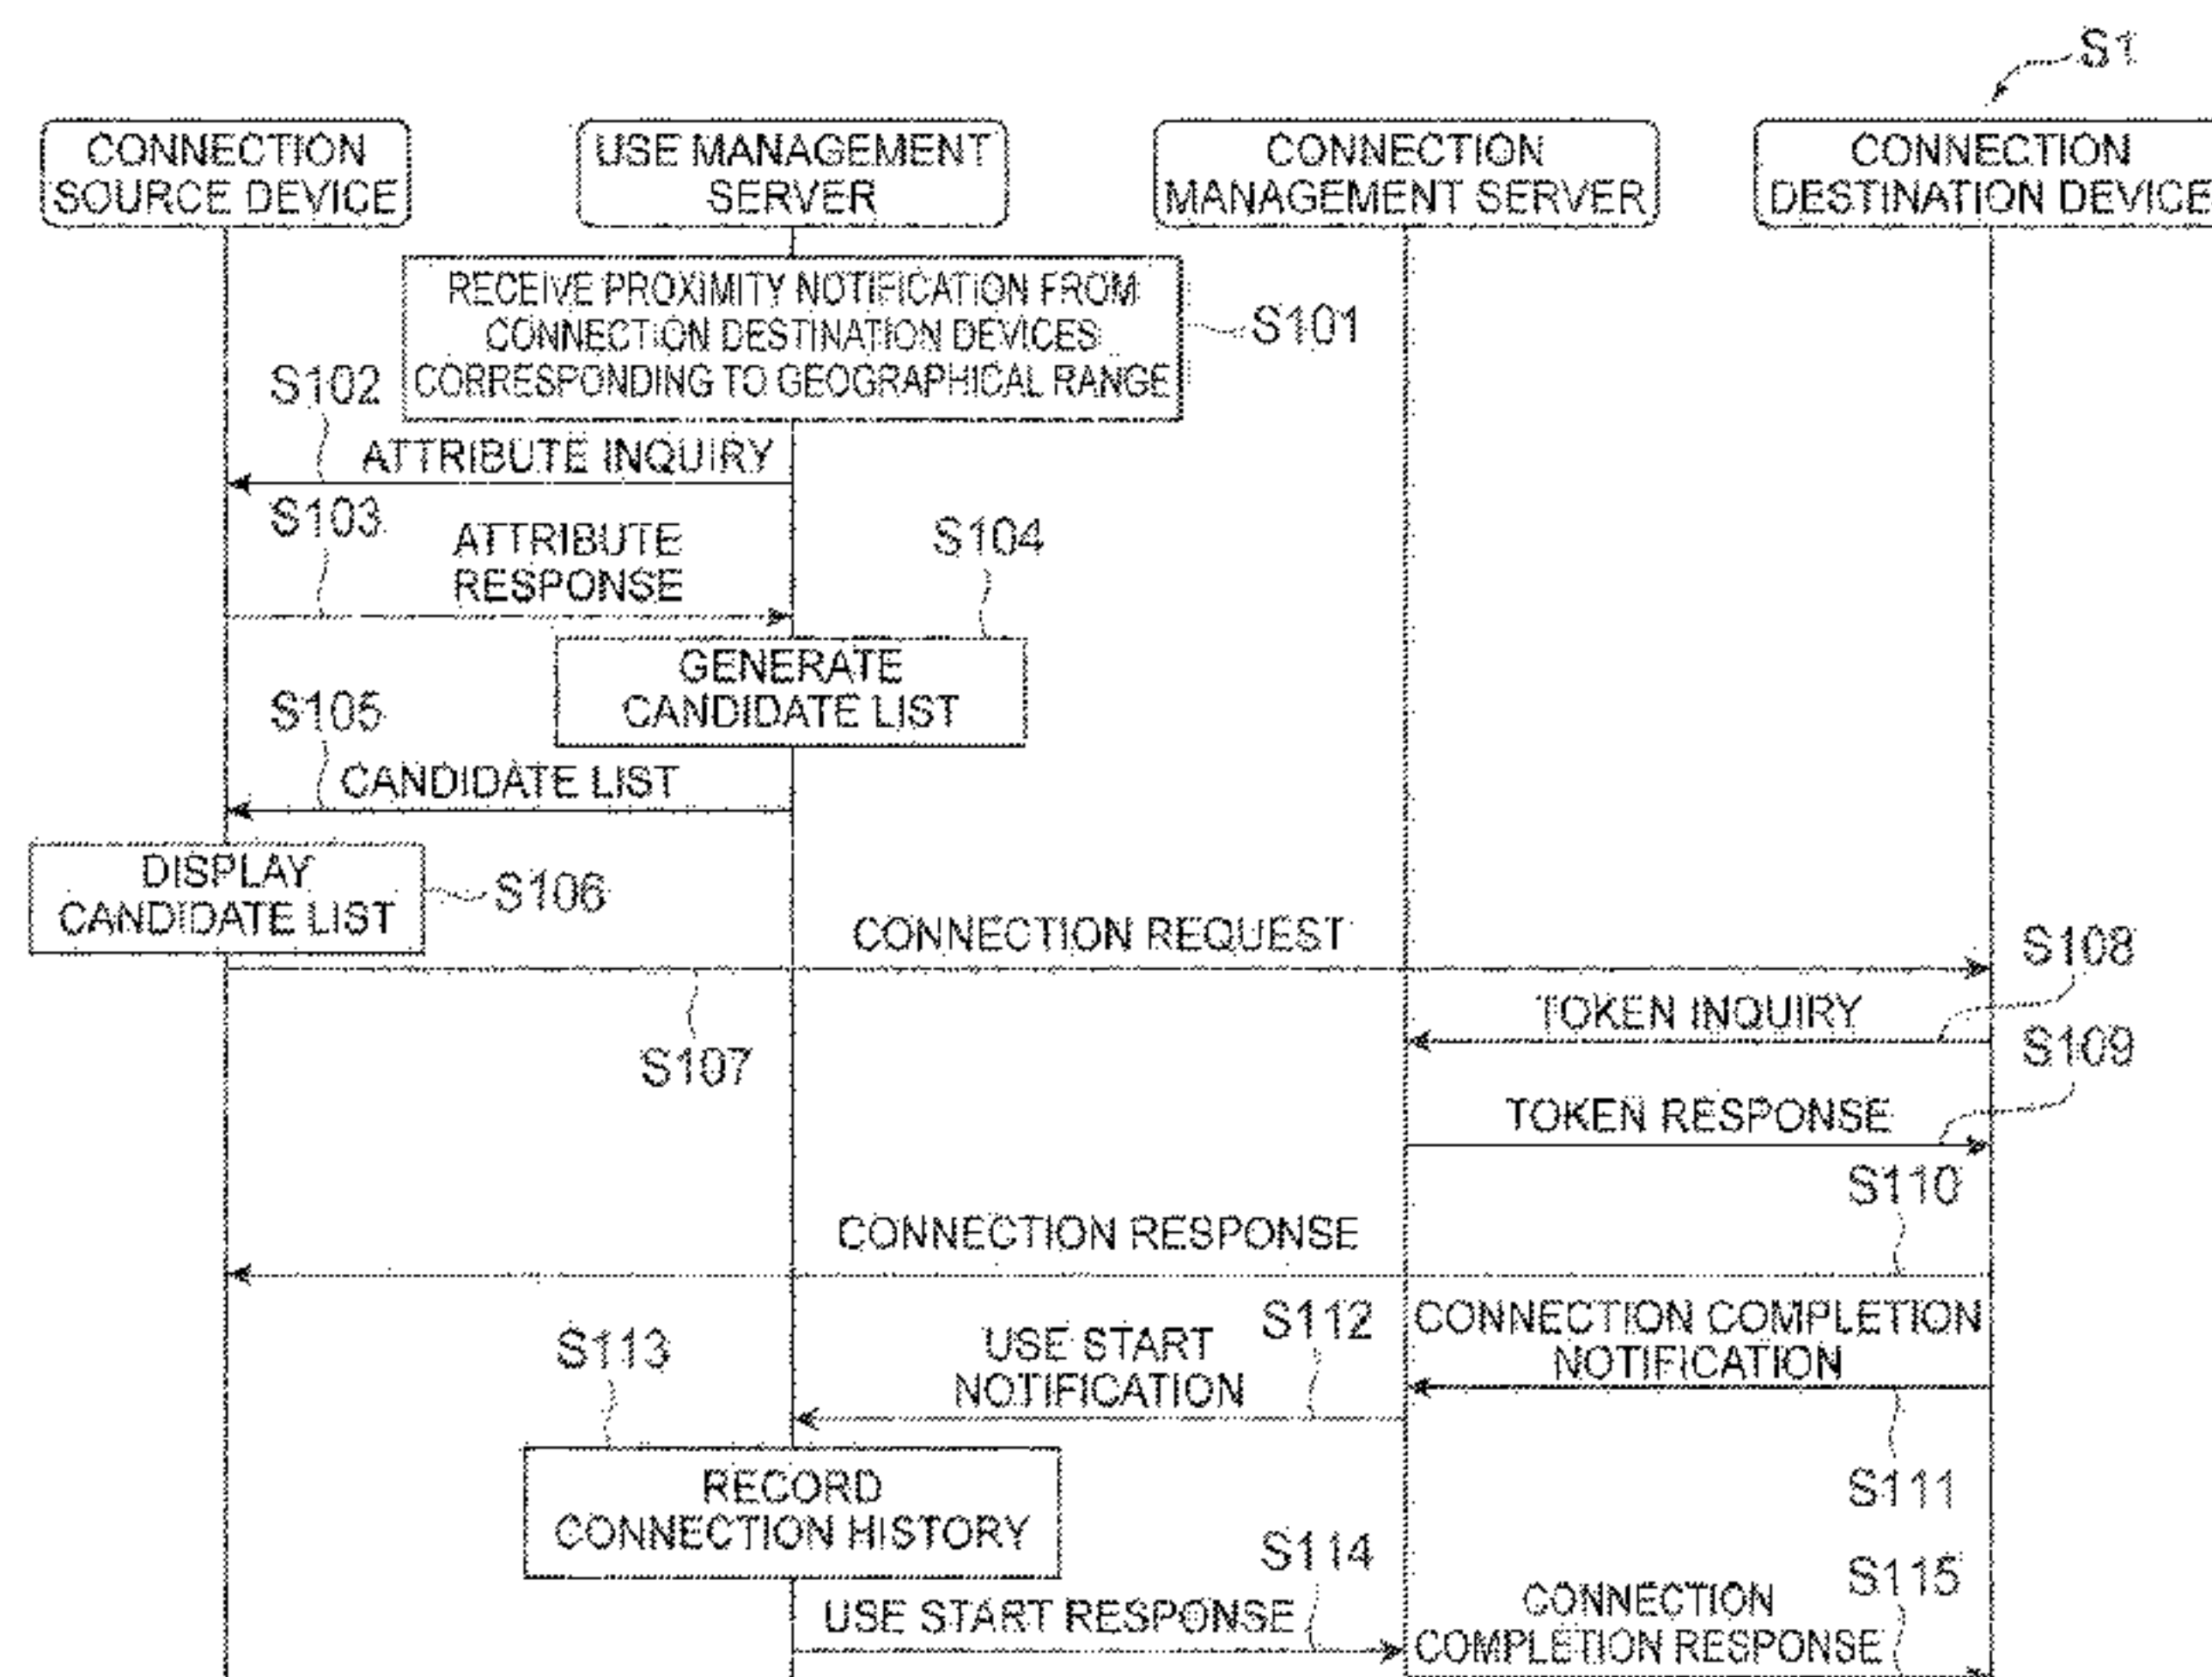 S1
CONNECTION
SOURCE DEVICE
USE MANAGEMENT
SERVER
CONNECTION
MANAGEMENT SERVER
CONNECTION
DESTINATION DEVICE
RECEIVE PROXIMITY NOTIFICATION FROM
CONNECTION DESTINATION DEVICES
CORRESPONDING TO GEOGRAPHICAL RANGE
S101
S102
ATTRIBUTE INQUIRY
S103
ATTRIBUTE
RESPONSE
S104
GENERATE
CANDIDATE LIST
S105
CANDIDATE LIST
DISPLAY
CANDIDATE LIST
S106
CONNECTION REQUEST
S107
S108
TOKEN INQUIRY
S109
TOKEN RESPONSE
S110
CONNECTION RESPONSE
CONNECTION COMPLETION
NOTIFICATION
S111
S112
USE START
NOTIFICATION
S113
RECORD
CONNECTION HISTORY
S114
USE START RESPONSE
S115
CONNECTION
COMPLETION RESPONSE